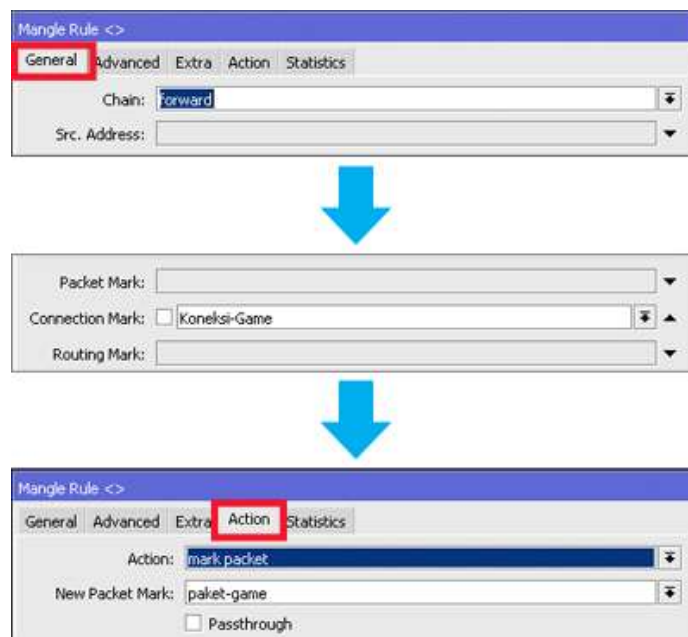 Mangle Rule <>
General Advanced Extra Action Statistics
Chain: forward
Src. Address:
Packet Mark:
Connection Mark: Koneksi-Game
Routing Mark:
Mangle Rule <>
General Advanced Extra Action Statistics
Action: mark packet
New Packet Mark: paket-game
Passthrough